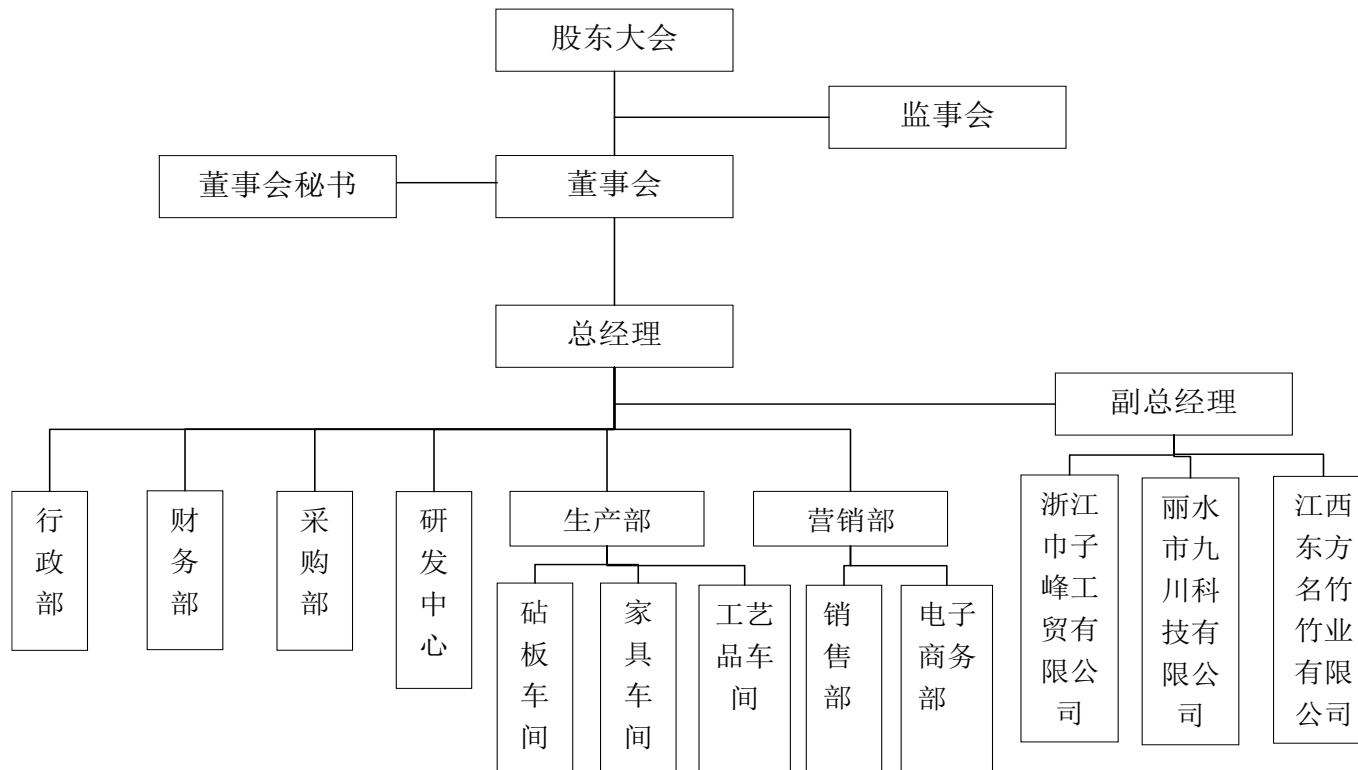 股东大会
监事会
董事会秘书
董事会
总经理
副总经理
行
政
部
财
务
部
采
购
部
研
发
中
心
生产部
营销部
浙江
巾子
峰工
贸有
限公
司
丽水
市九
川科
技有
限公
司
江西
东方
名竹
竹业
有限
公司
砧
板
车
间
家
具
车
间
工艺
品车
间
销
售
部
电子
商务
部